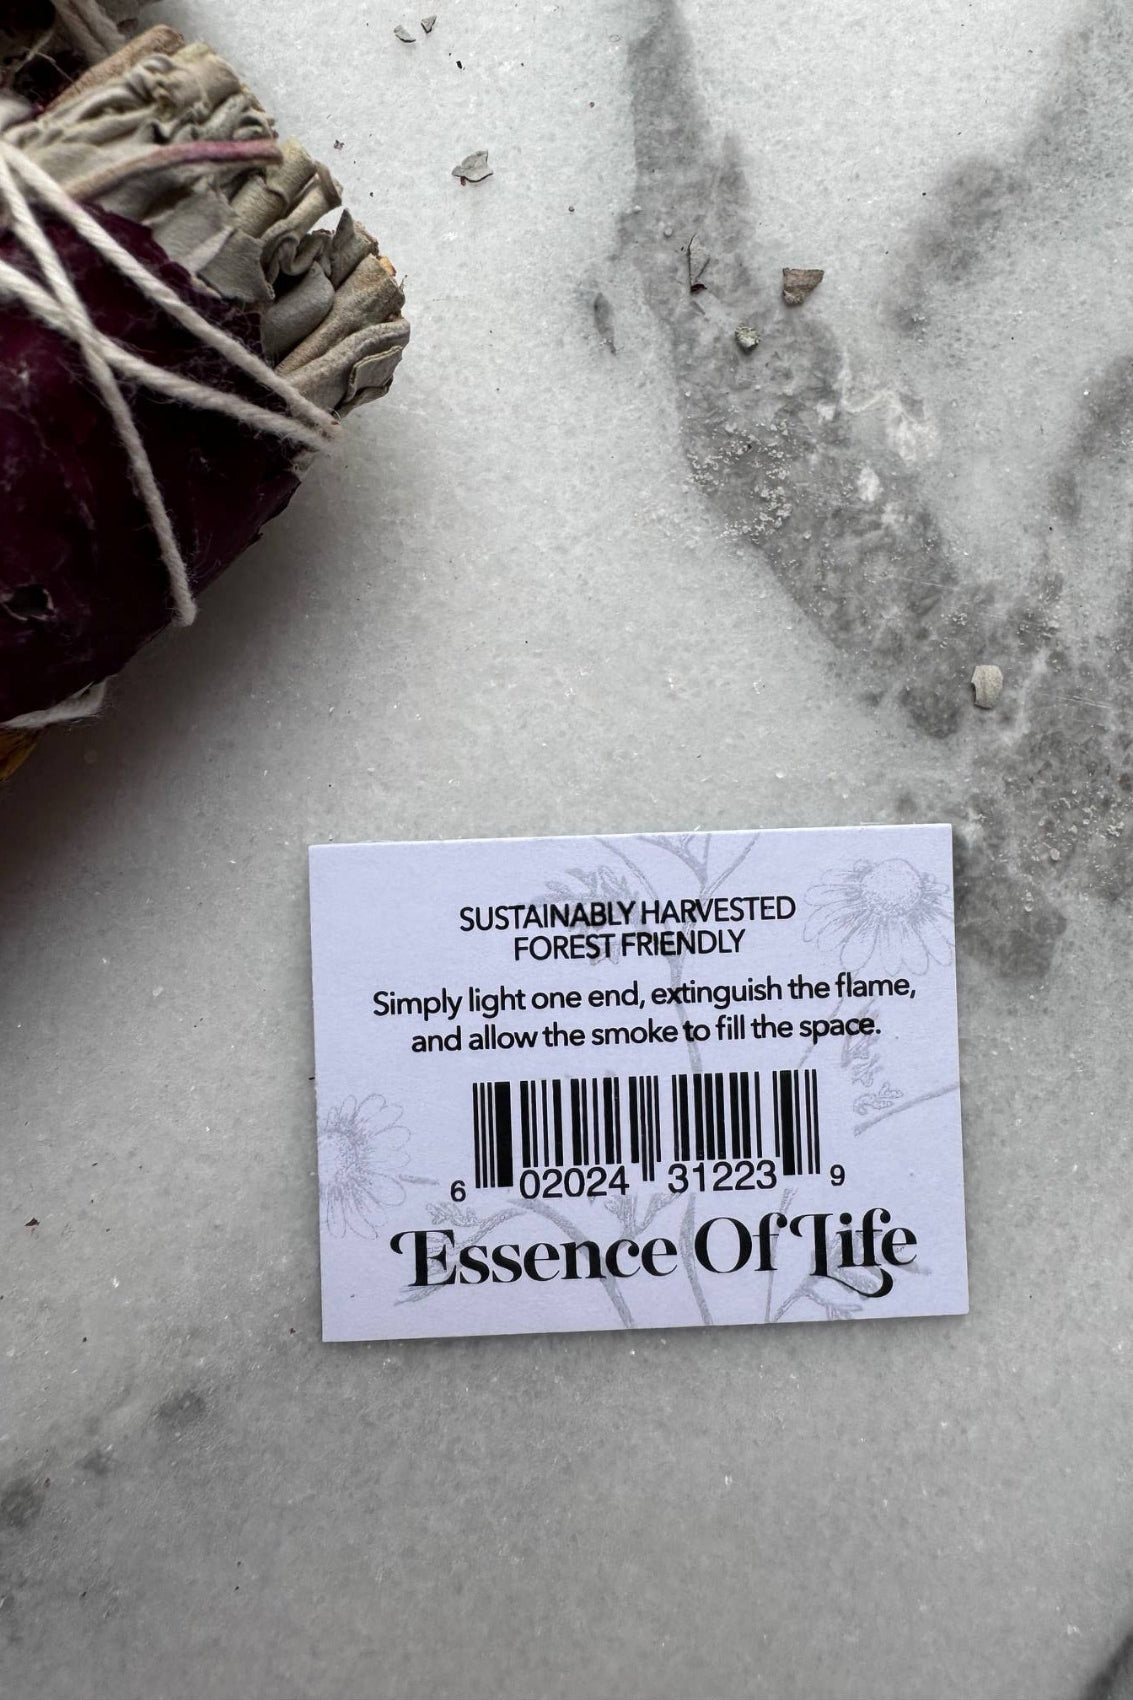 SUSTAINABLY HARVESTED
FOREST FRIENDLY
Simply light one end, extinguish the flame,
and allow the smoke to fill the space.
6 02024 31223 9
Essence Of Life